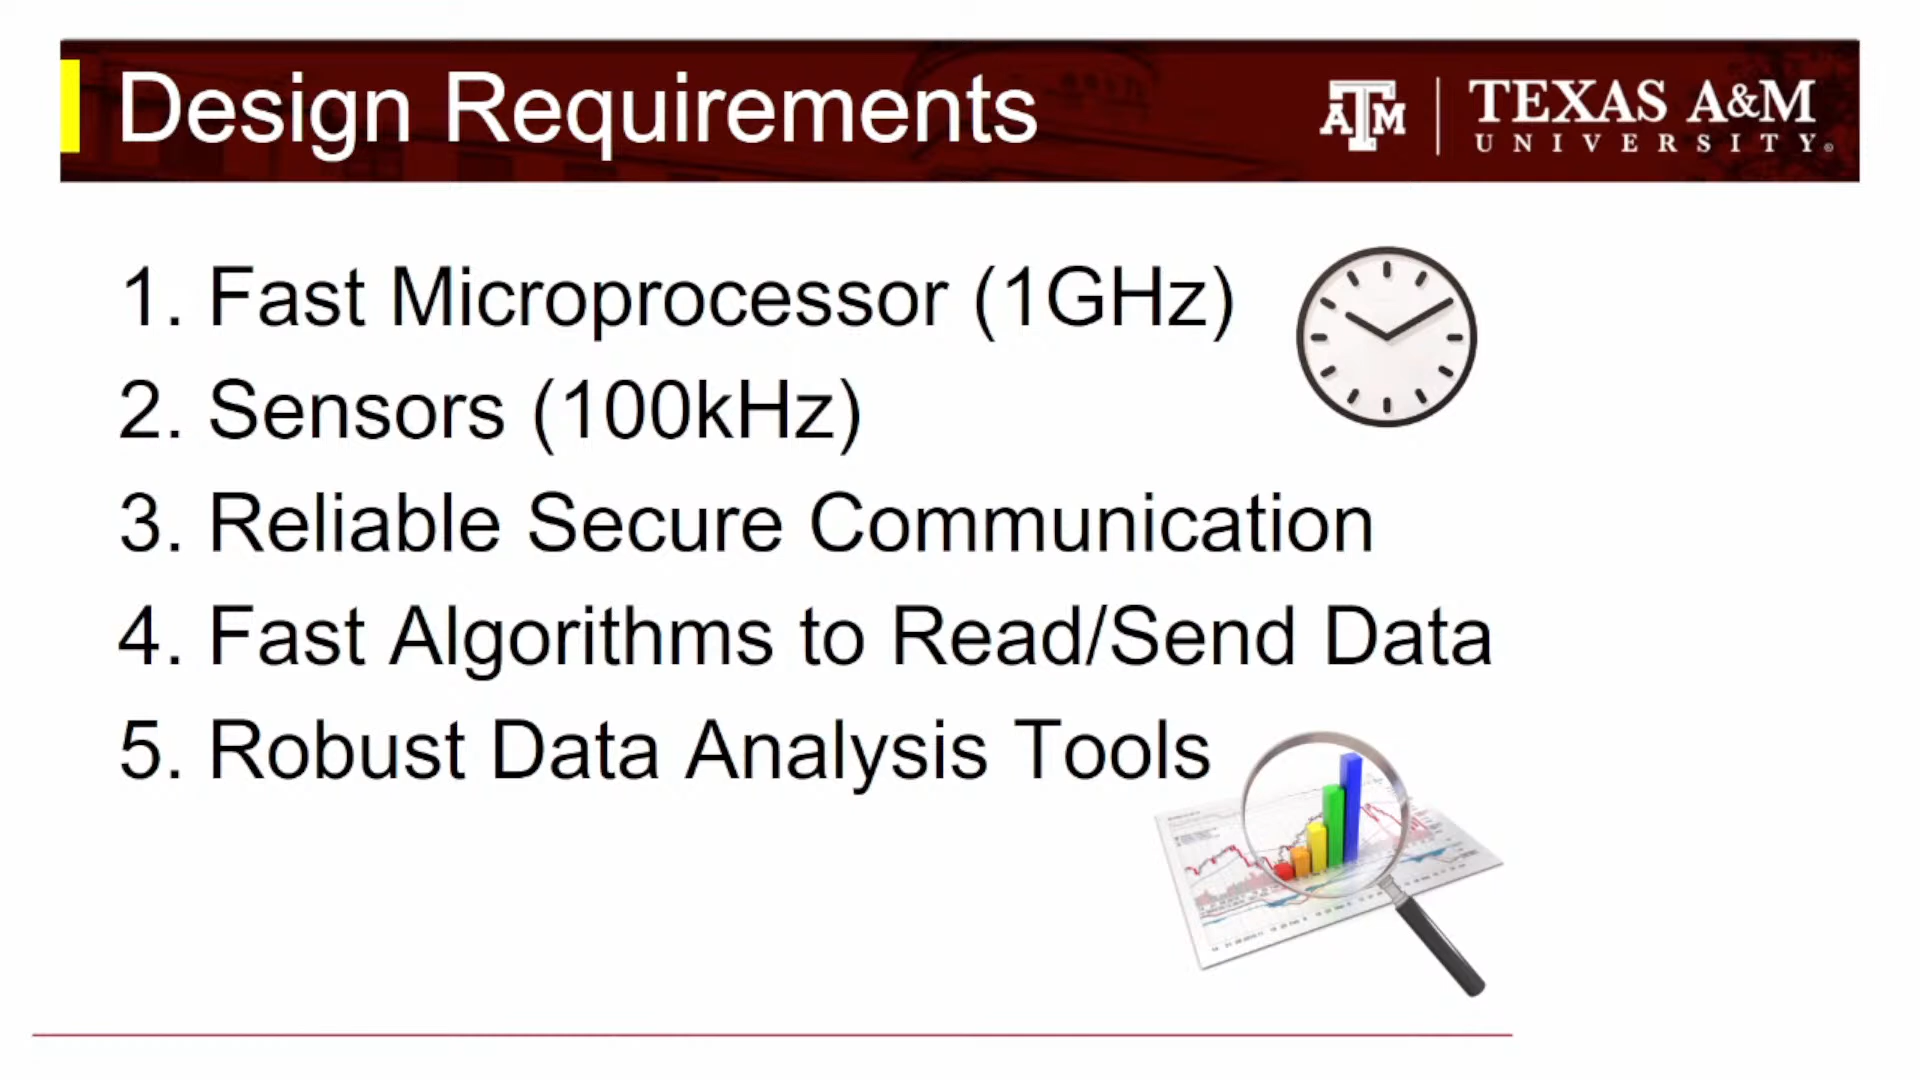 Design Requirements
TEXAS A&M
UNIVERSITY
1. Fast Microprocessor (1GHz)
2. Sensors (100kHz)
3. Reliable Secure Communication
4. Fast Algorithms to Read/Send Data
5. Robust Data Analysis Tools